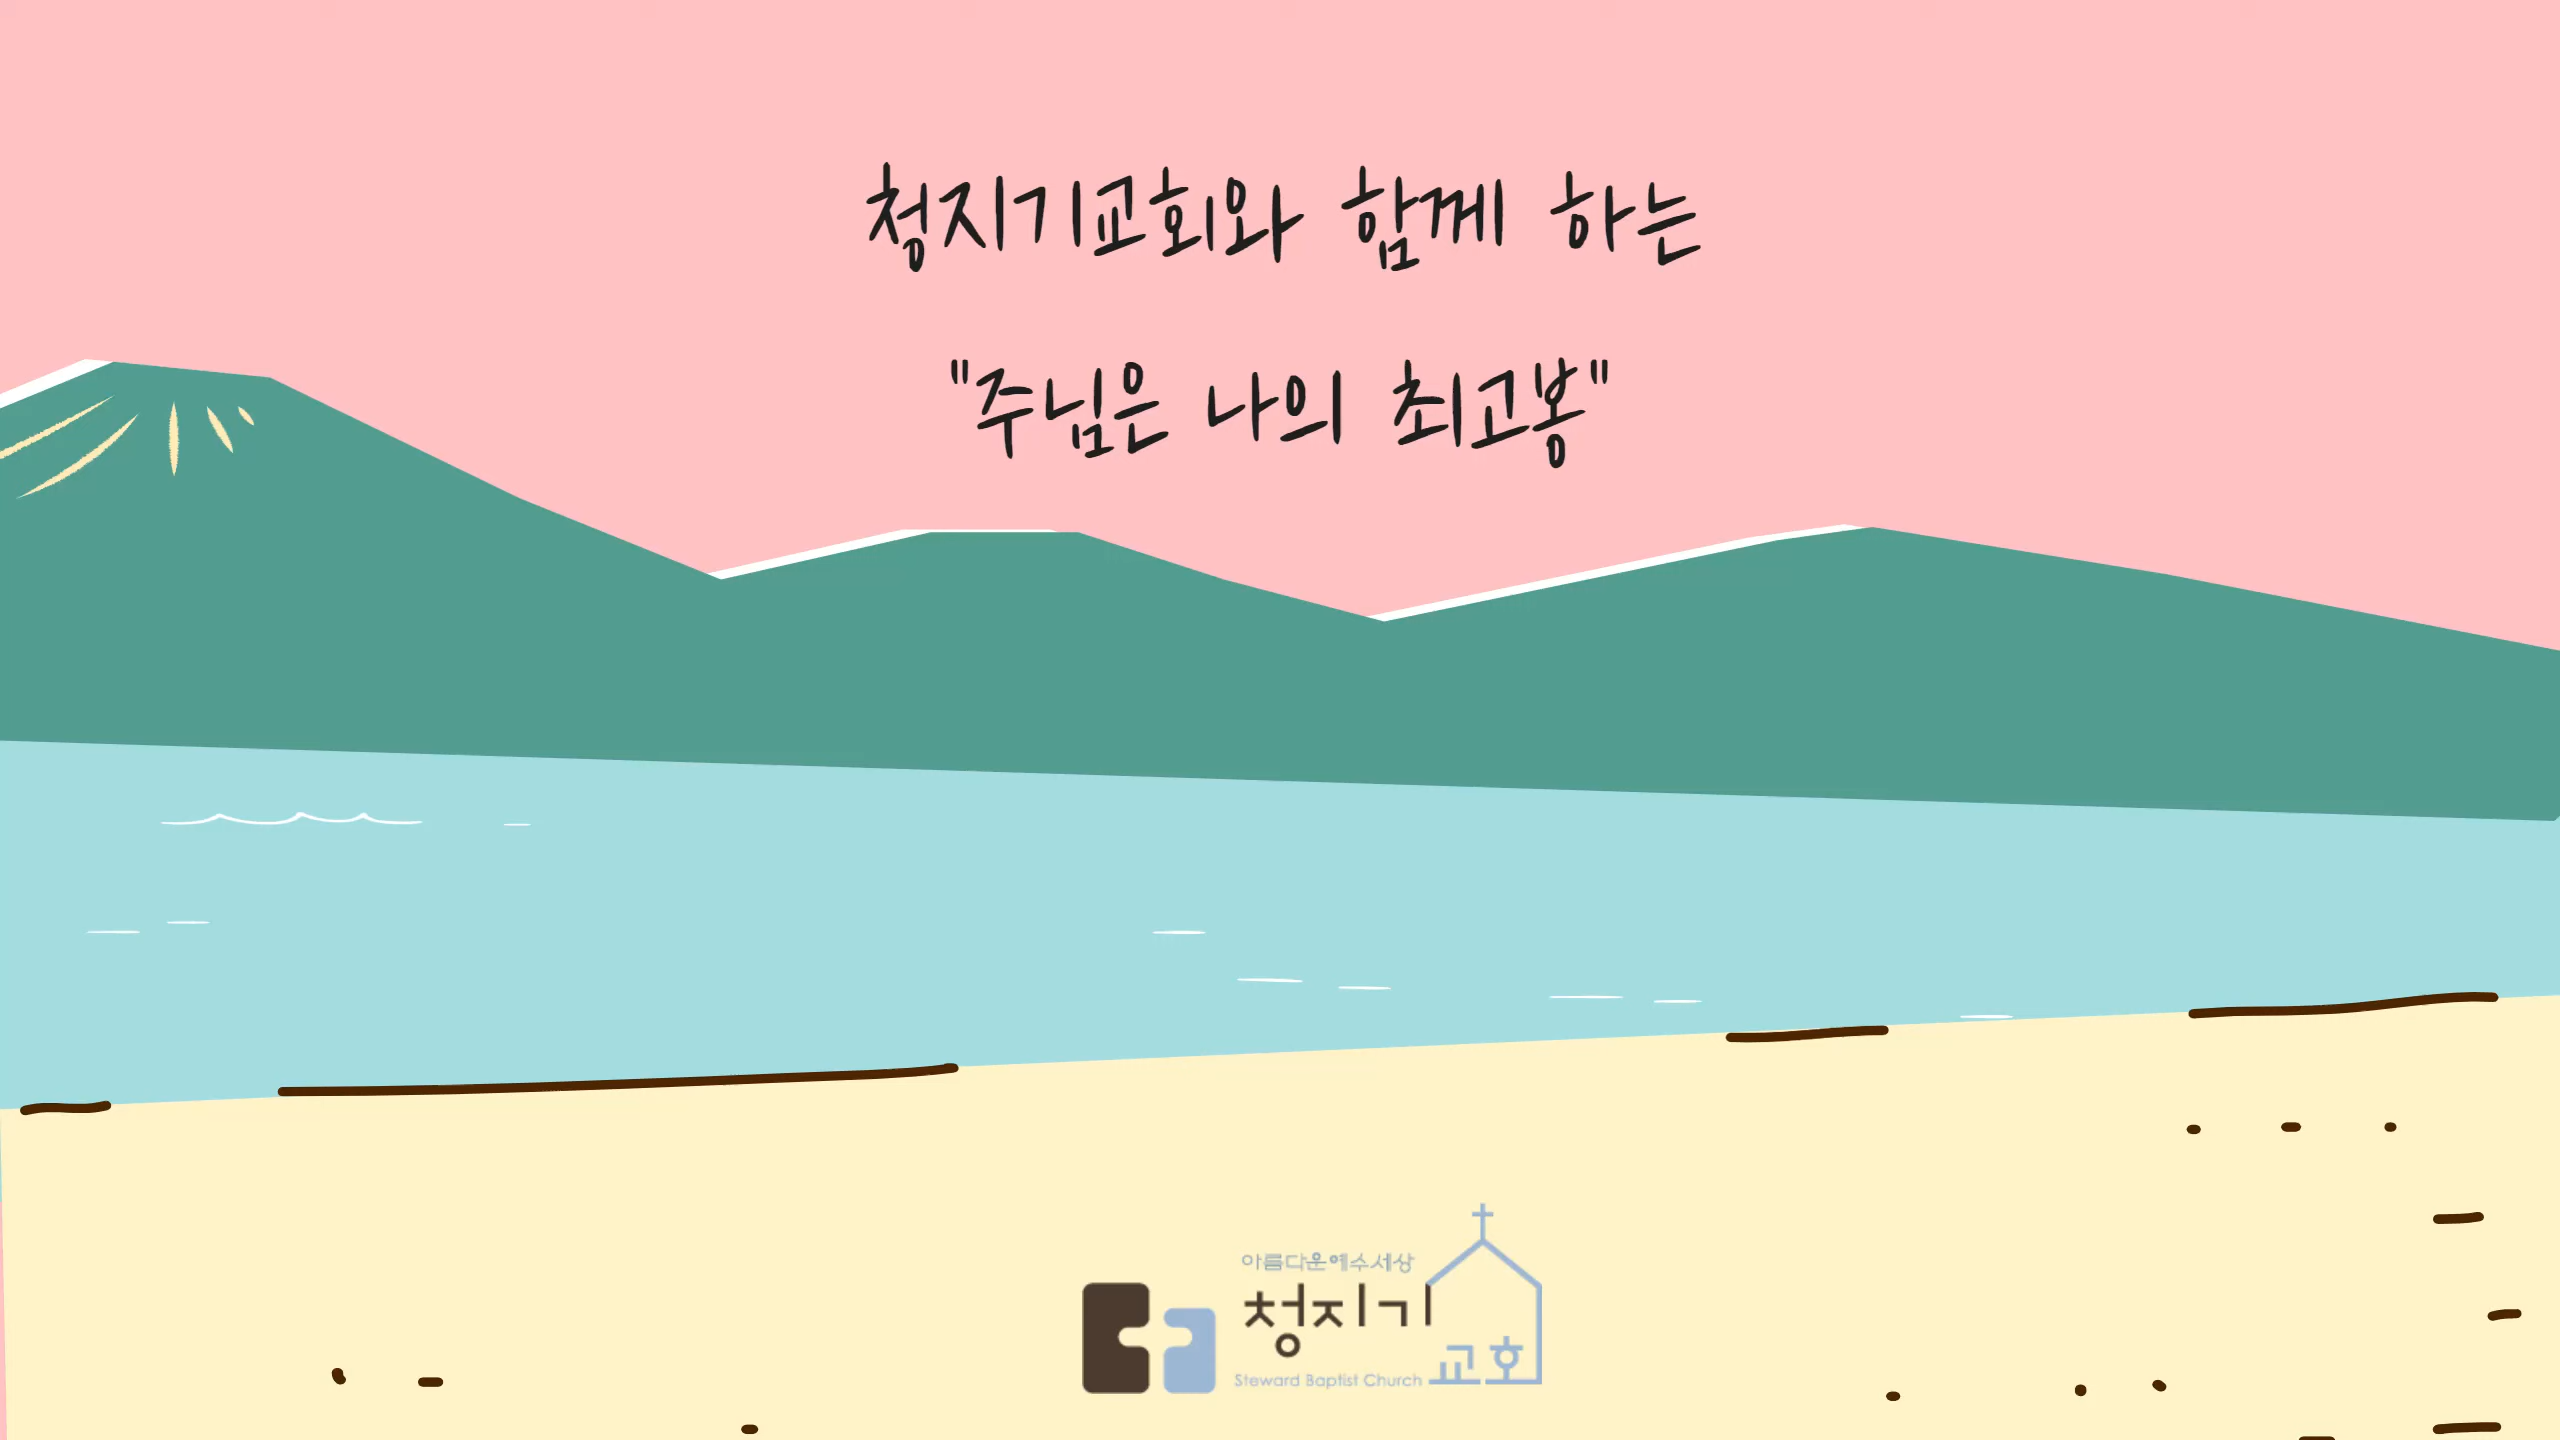 청지기교회와 함께 하는
"주님은 나의 최고봉"
아름다운예수세상
청지기
교회
Steward Baptist Church